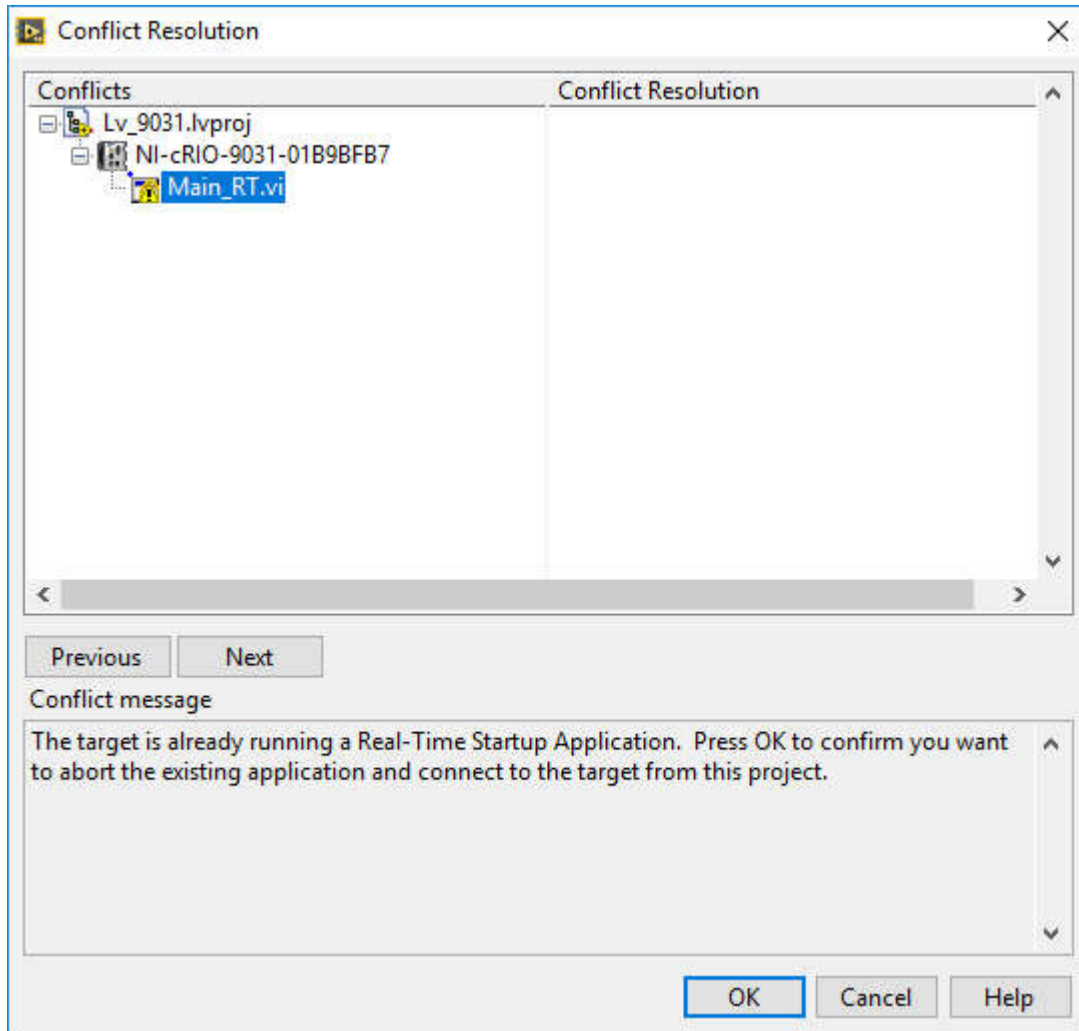 Conflict Resolution
Conflicts Conflict Resolution
Lv_9031.lvproj
NI-cRIO-9031-01B9BFB7
Main_RT.vi
Previous Next
Conflict message
The target is already running a Real-Time Startup Application. Press OK to confirm you want
to abort the existing application and connect to the target from this project.
OK Cancel Help